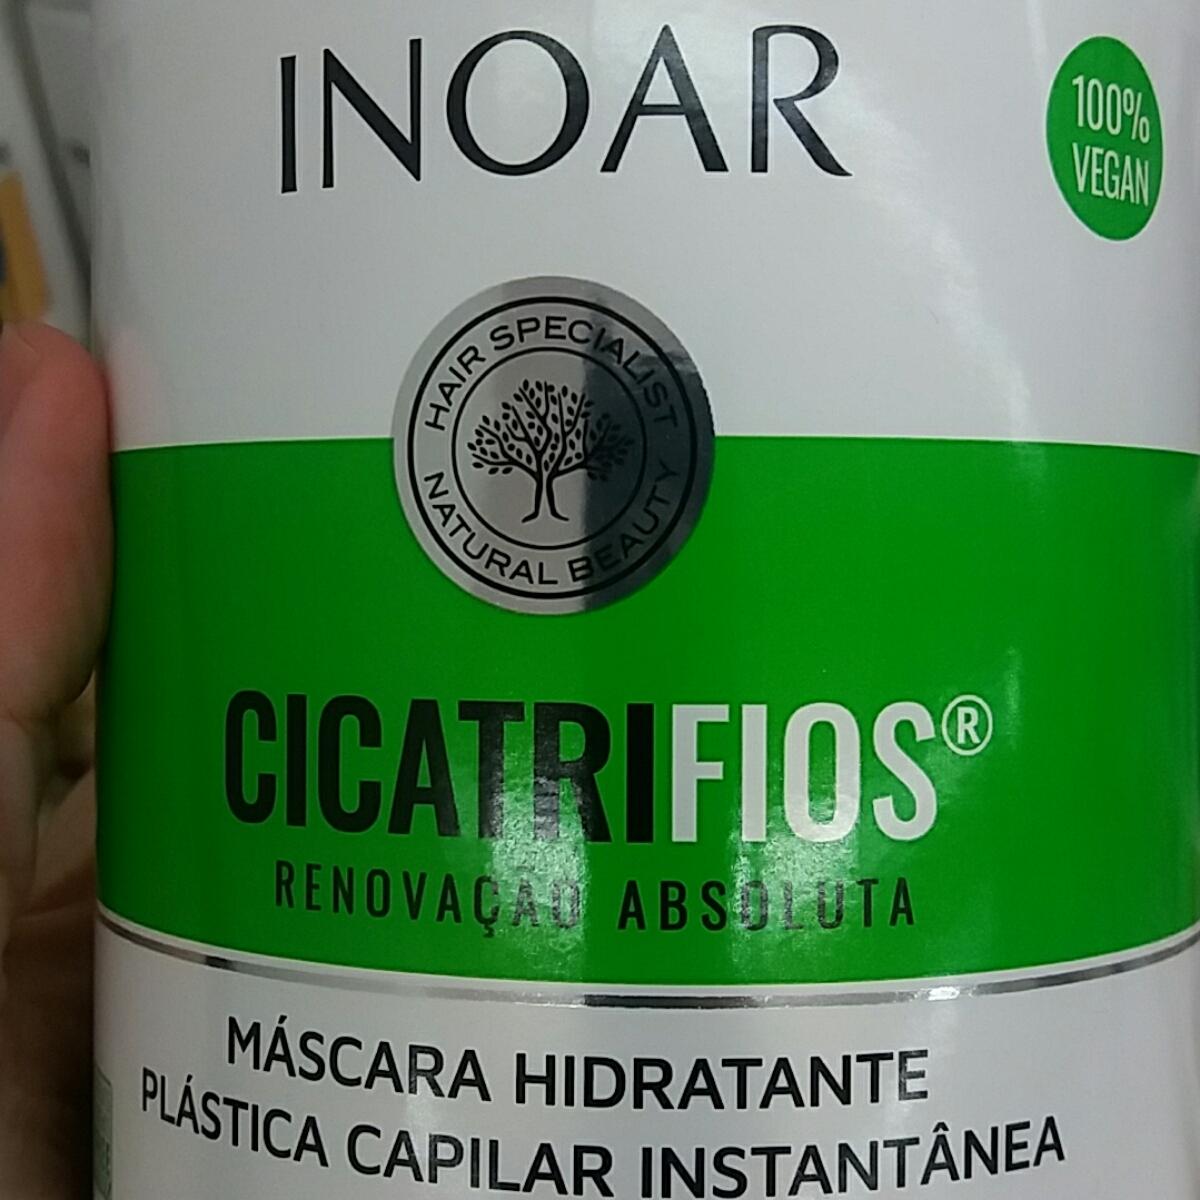 INOAR
100%
VEGAN
HAIR SPECIALIST
NATURAL BEAUTY
CICATRIFIOS®
RENOVAÇÃO ABSOLUTA
MÁSCARA HIDRATANTE
PLÁSTICA CAPILAR INSTANTÂNEA